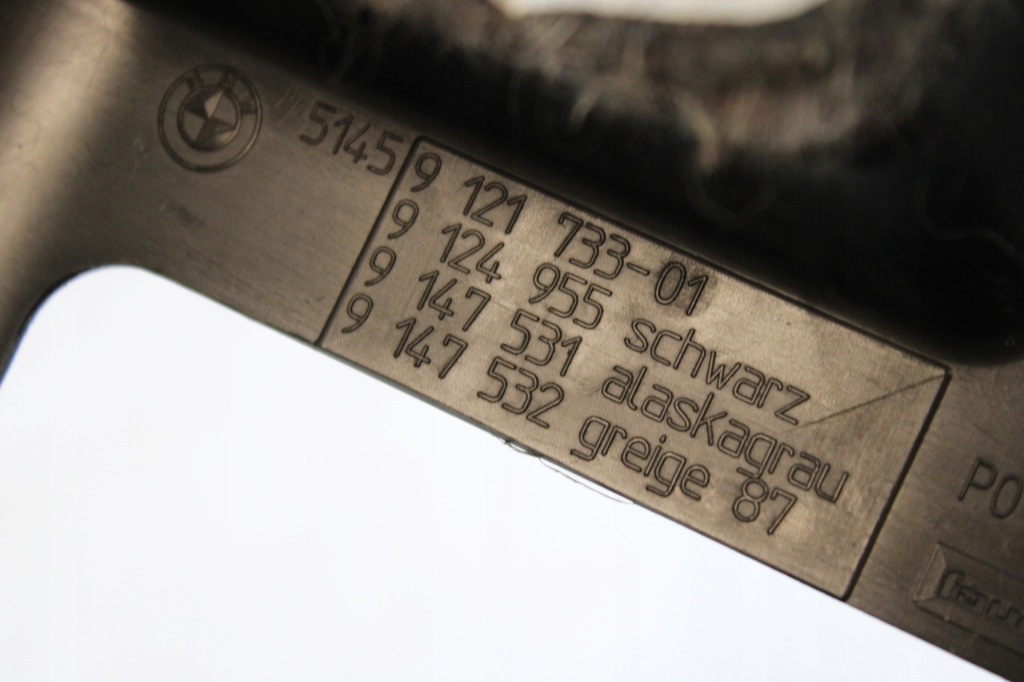 //5145 9 121 733-01
9 124 955 schwarz
9 147 531 alaskagrau
9 147 532 greige 87